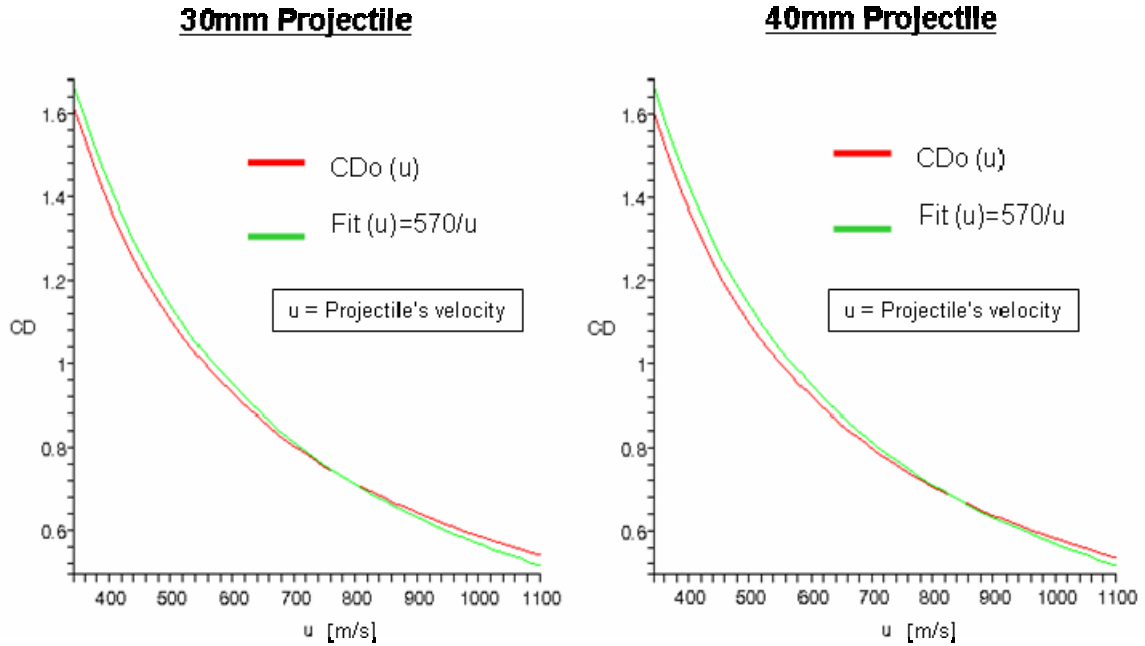 30mm Projectile
1.6
1.4
1.2
CD
1
0.8
0.6
CDo (u)
Fit (u)=570/u
u = Projectile's velocity
400 500 600 700 800 900 1000 1100
u [m/s]
40mm Projectile
1.6
1.4
1.2
CD
1
0.8
0.6
CDo (u)
Fit (u)=570/u
u = Projectile's velocity
400 500 600 700 800 900 1000 1100
u [m/s]